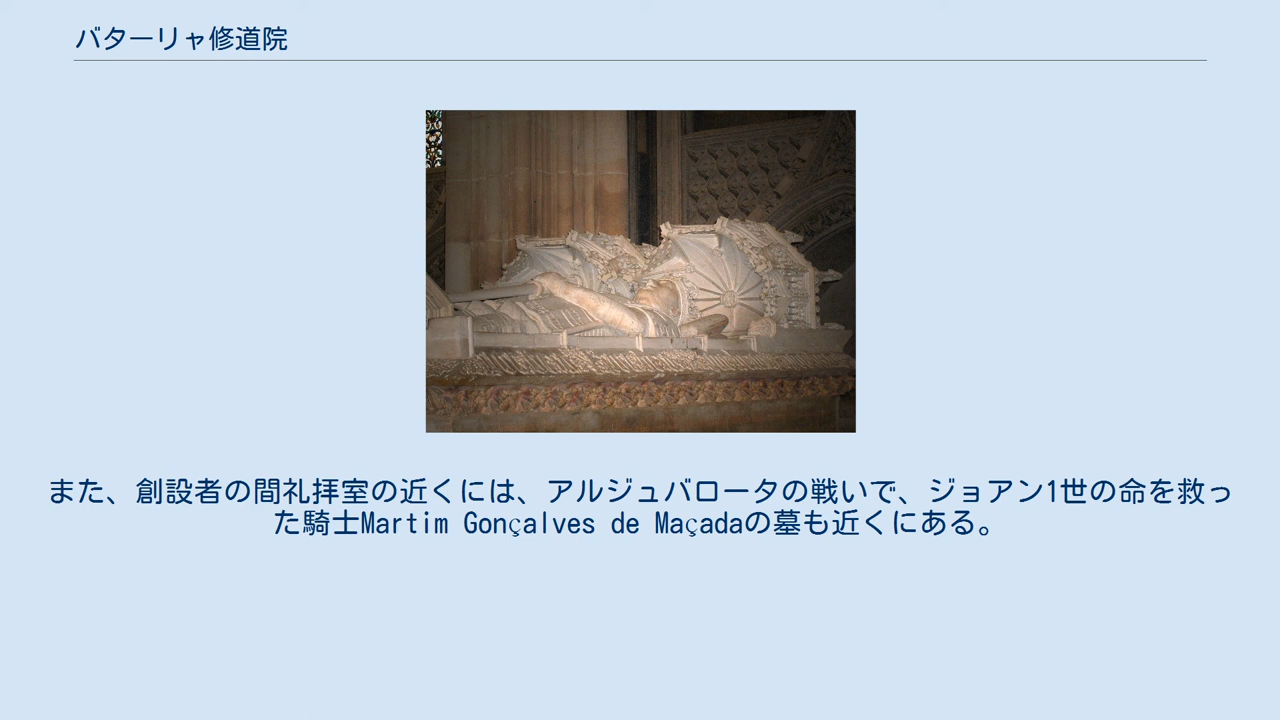 バターリャ修道院
また、創設者の間礼拝室の近くには、アルジュバロータの戦いで、ジョアン1世の命を救っ
た騎士Martim Gonçalves de Maçadaの墓も近くにある。